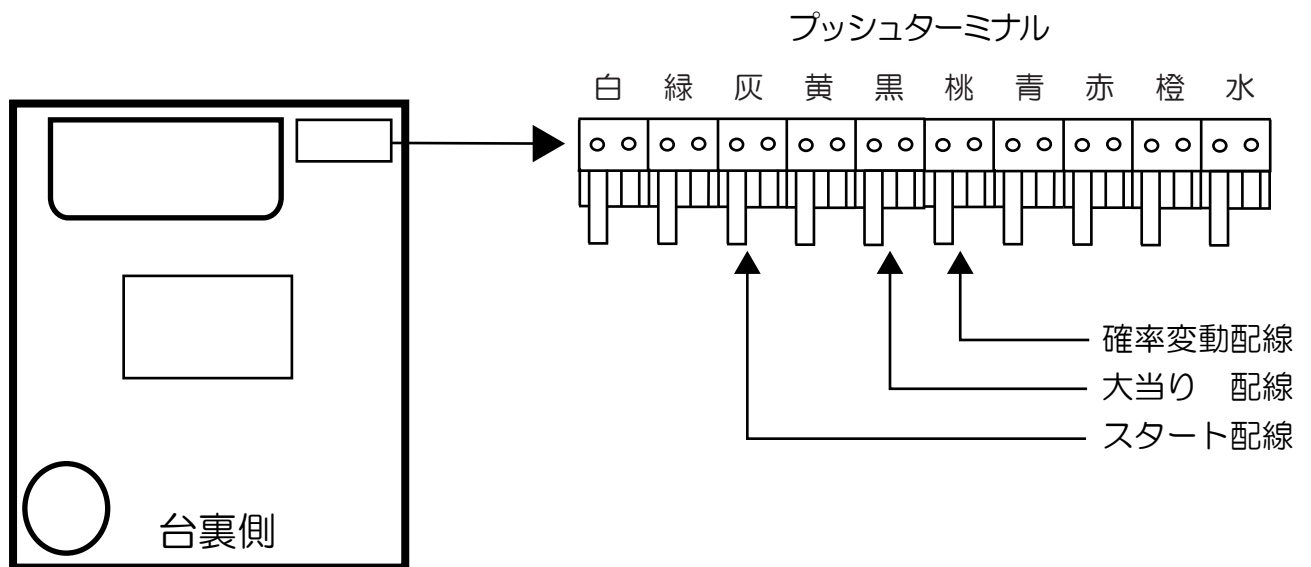 プッシュターミナル
白 緑 灰 黄 黒 桃 青 赤 橙 水
確率変動配線
大当り　配線
スタート配線
台裏側